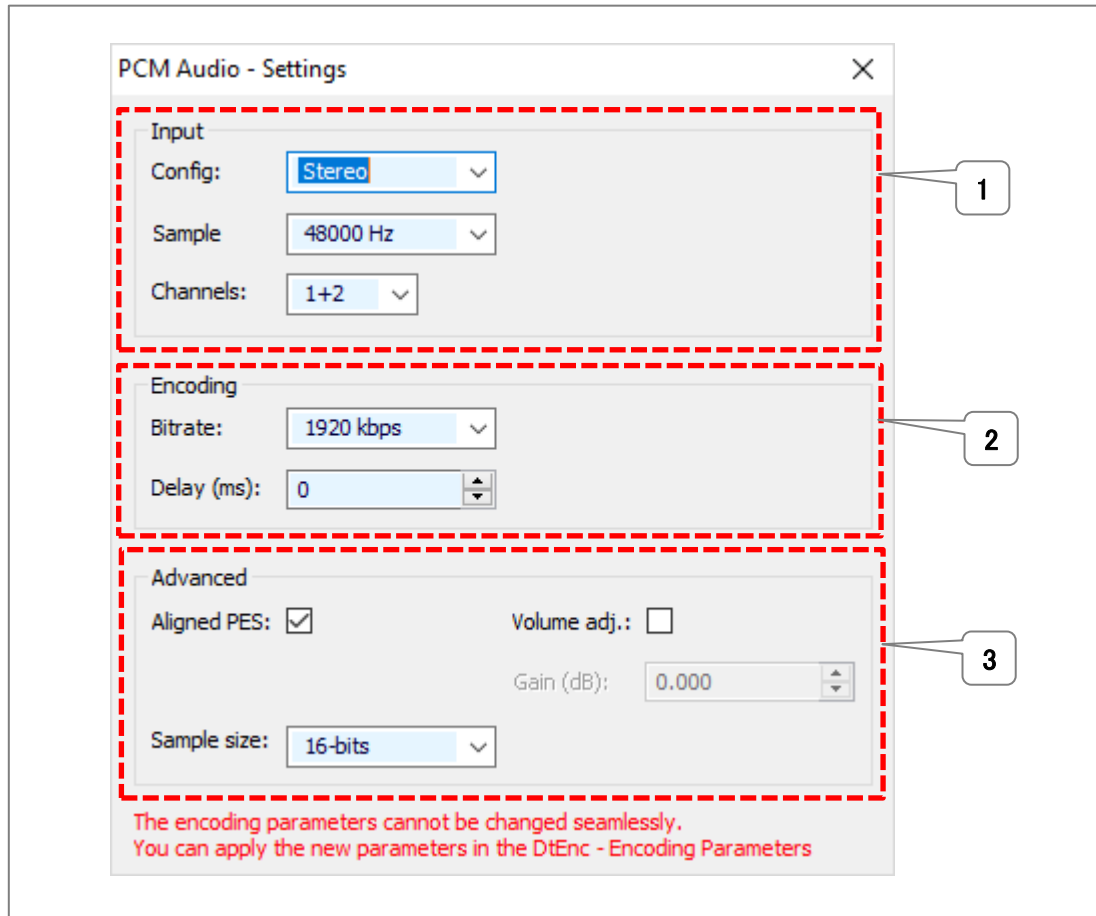 PCM Audio - Settings
Input
Config: Stereo
Sample 48000 Hz
Channels: 1+2
1
Encoding
Bitrate: 1920 kbps
Delay (ms): 0
2
Advanced
Aligned PES: Volume adj.:
Gain (dB): 0.000
Sample size: 16-bits
3
The encoding parameters cannot be changed seamlessly.
You can apply the new parameters in the DtEnc - Encoding Parameters